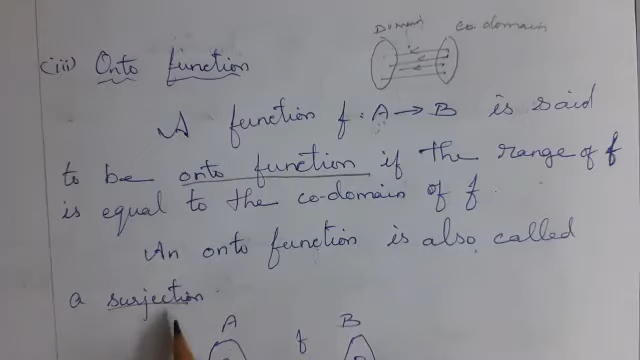 Domain Co. domain
(iii) Onto function
A function f: A → B is said
to be onto function if the range of f
is equal to the co-domain of f.
An onto function is also called
a surjection.
A f B